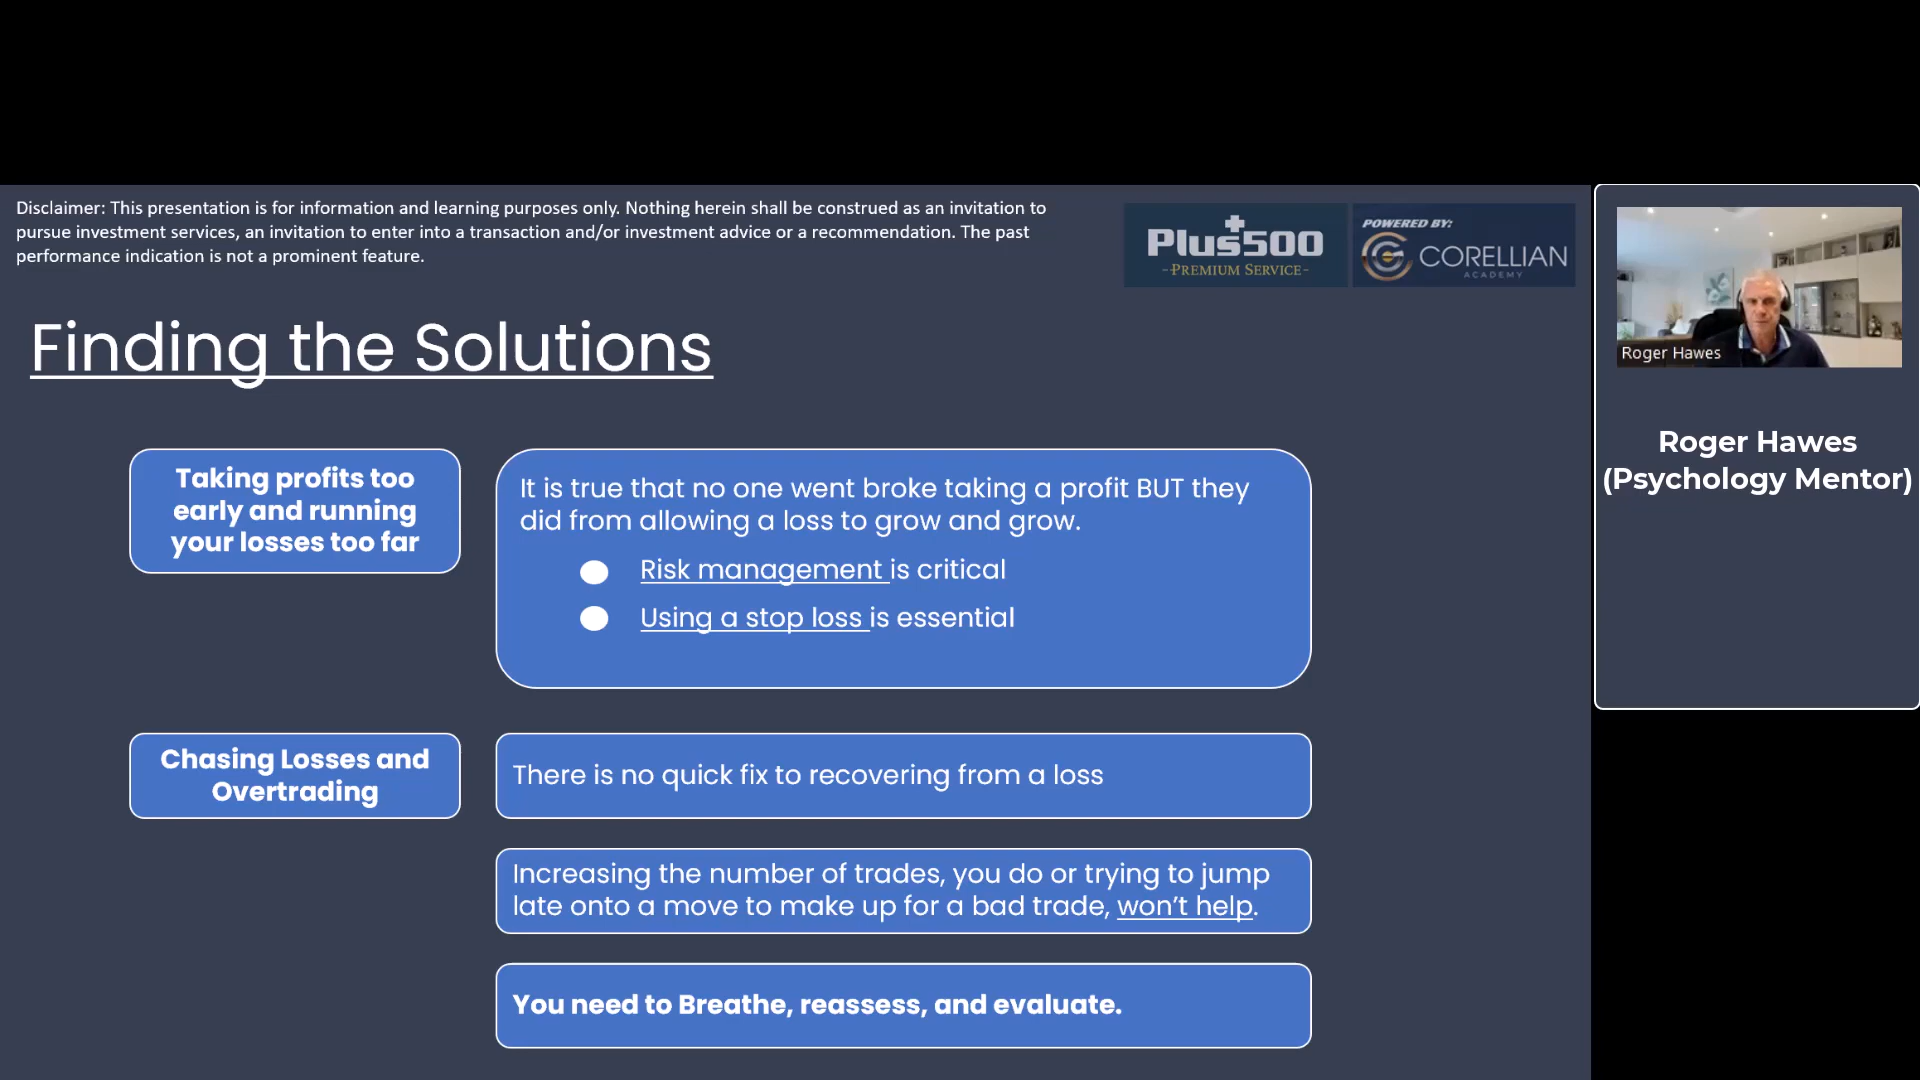 Disclaimer: This presentation is for information and learning purposes only. Nothing herein shall be construed as an invitation to
pursue investment services, an invitation to enter into a transaction and/or investment advice or a recommendation. The past
performance indication is not a prominent feature.
Plus500
-PREMIUM SERVICE-
POWERED BY:
CORELLIAN
ACADEMY
Finding the Solutions
Taking profits too
early and running
your losses too far
It is true that no one went broke taking a profit BUT they
did from allowing a loss to grow and grow.
Risk management is critical
Using a stop loss is essential
Chasing Losses and
Overtrading
There is no quick fix to recovering from a loss
Increasing the number of trades, you do or trying to jump
late onto a move to make up for a bad trade, won’t help.
You need to Breathe, reassess, and evaluate.
Roger Hawes
Roger Hawes
(Psychology Mentor)